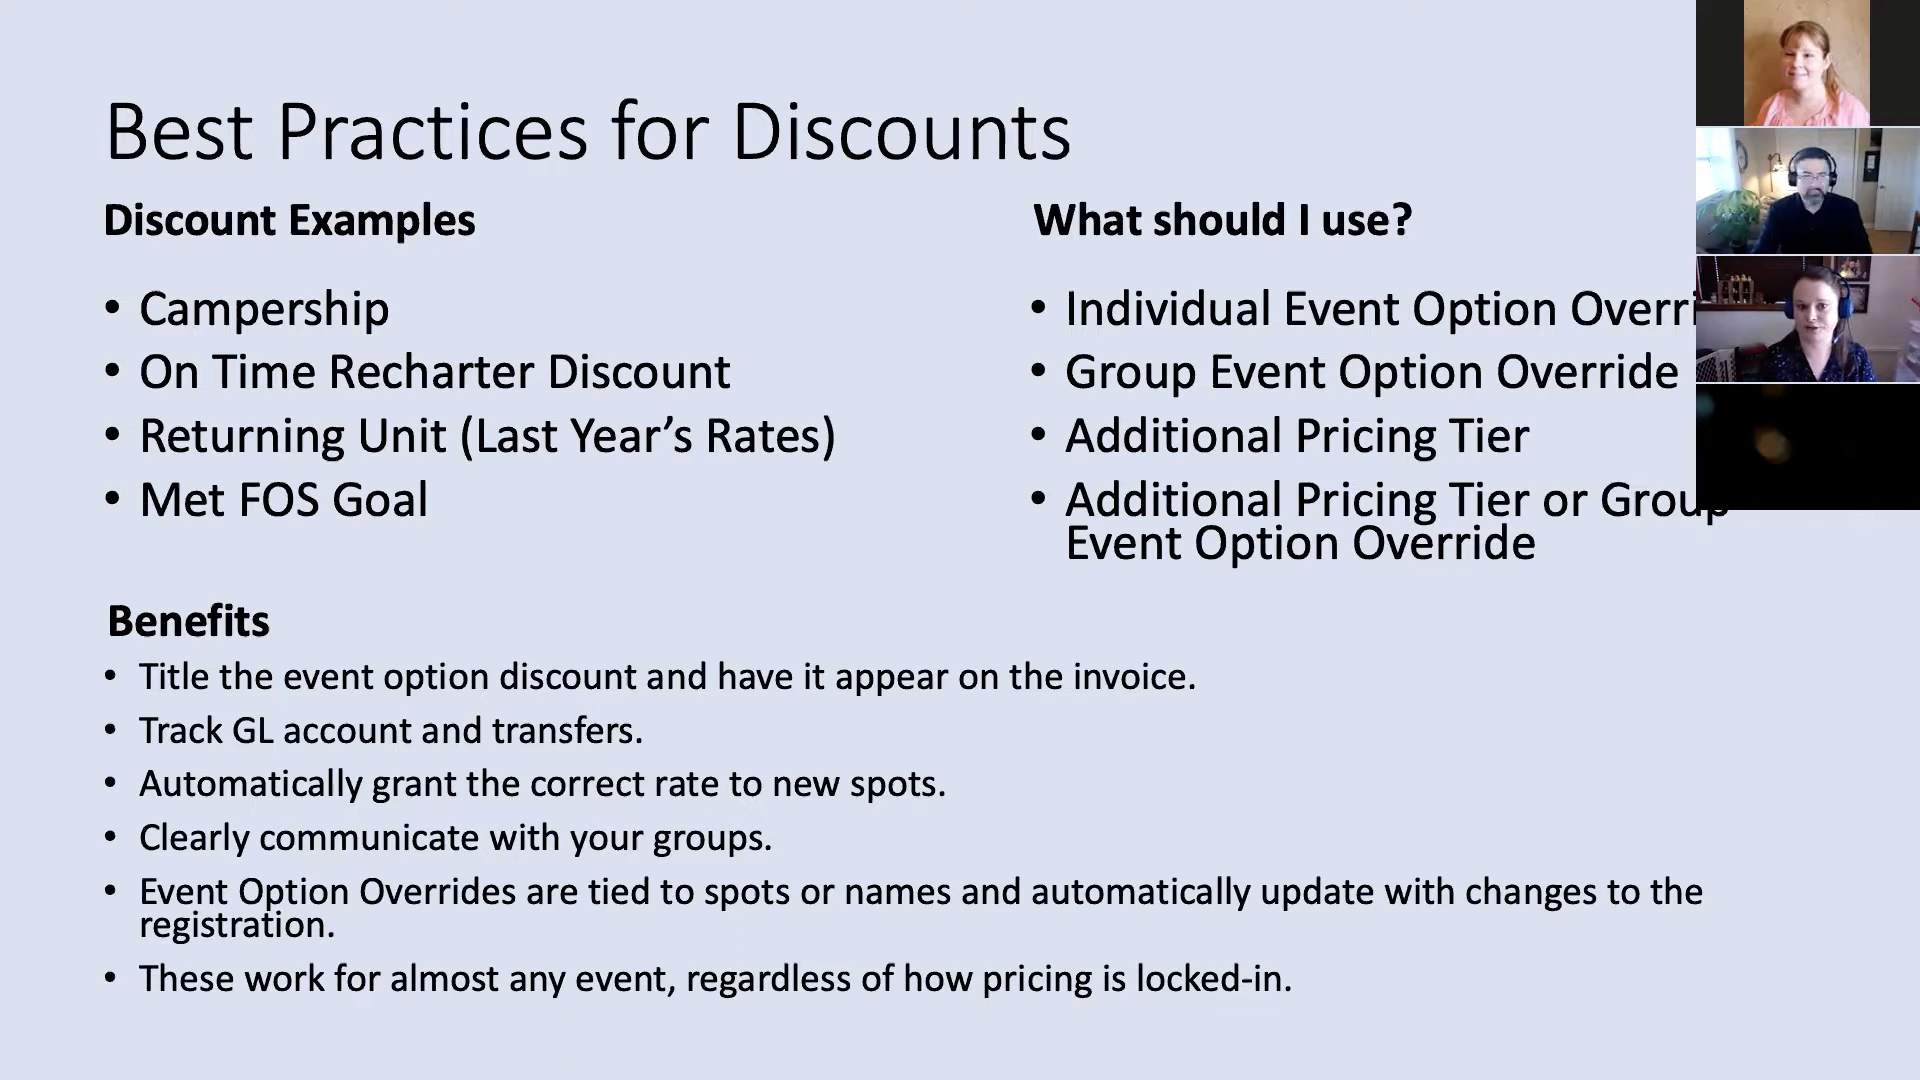 Best Practices for Discounts
Discount Examples
• Campership
• On Time Recharter Discount
• Returning Unit (Last Year’s Rates)
• Met FOS Goal
What should I use?
• Individual Event Option
• Group Event Option Override
• Additional Pricing Tier
• Additional Pricing Tier or Group
Event Option Override
Benefits
• Title the event option discount and have it appear on the invoice.
• Track GL account and transfers.
• Automatically grant the correct rate to new spots.
• Clearly communicate with your groups.
• Event Option Overrides are tied to spots or names and automatically update with changes to the
registration.
• These work for almost any event, regardless of how pricing is locked-in.